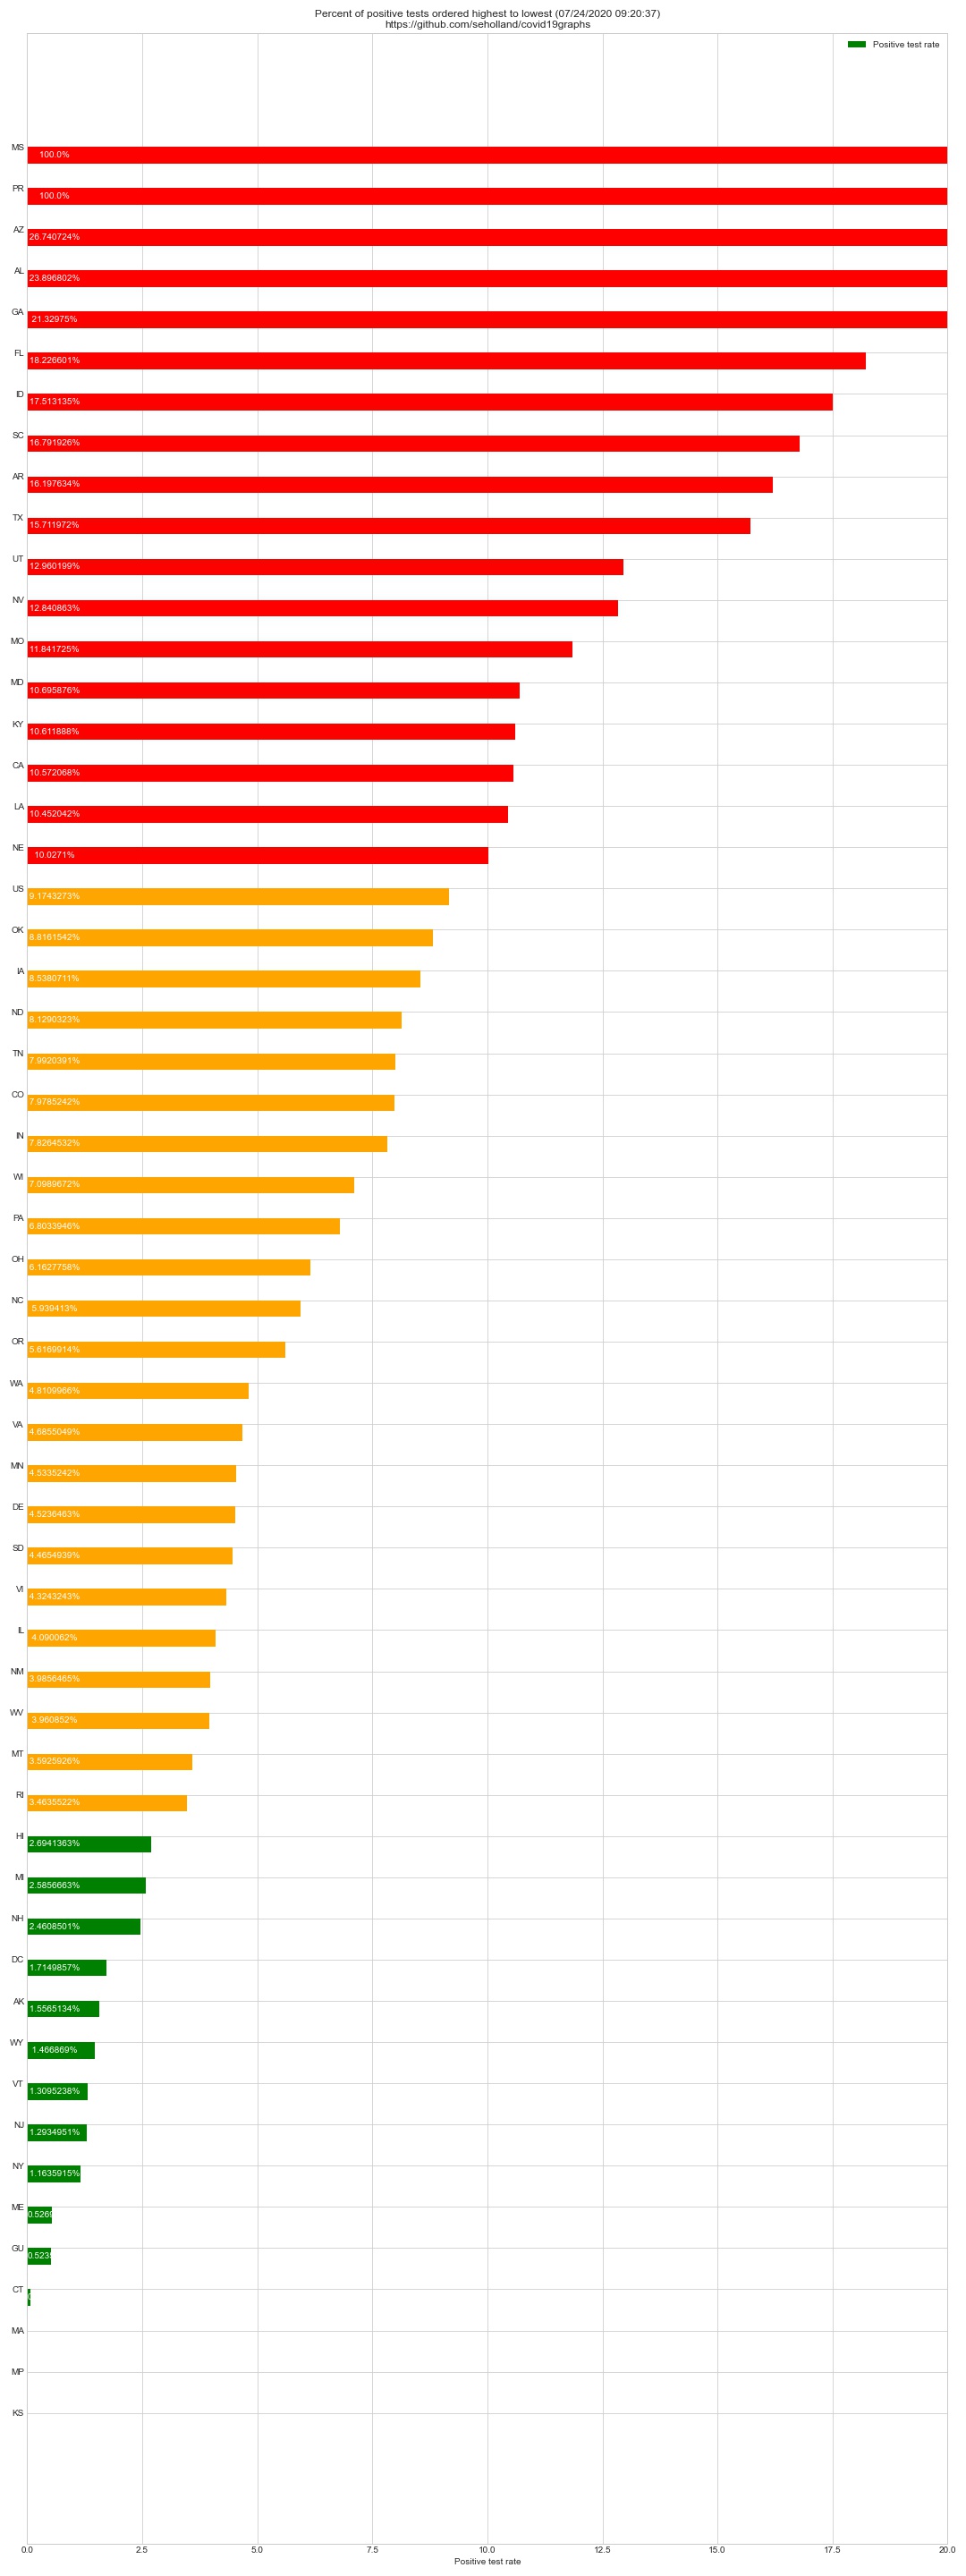 Percent of positive tests ordered highest to lowest (07/24/2020 09:20:37)
https://github.com/seholland/covid19graphs
Positive test rate
MS 100.0%
PR 100.0%
AZ 26.740724%
AL 23.896802%
GA 21.32975%
FL 18.226601%
ID 17.513135%
SC 16.791926%
AR 16.197634%
TX 15.711972%
UT 12.960199%
NV 12.840863%
MO 11.841725%
MD 10.695876%
KY 10.611888%
CA 10.572068%
LA 10.452042%
NE 10.0271%
US 9.1743273%
OK 8.8161542%
IA 8.5380711%
ND 8.1290323%
TN 7.9920391%
CO 7.9785242%
IN 7.8264532%
WI 7.0989672%
PA 6.8033946%
OH 6.1627758%
NC 5.939413%
OR 5.6169914%
WA 4.8109966%
VA 4.6855049%
MN 4.5335242%
DE 4.5236463%
SD 4.4654939%
VI 4.3243243%
IL 4.090062%
NM 3.9856465%
WV 3.960852%
MT 3.5925926%
RI 3.4635522%
HI 2.6941363%
MI 2.5856663%
NH 2.4608501%
DC 1.7149857%
AK 1.5565134%
WY 1.466869%
VT 1.3095238%
NJ 1.2934951%
NY 1.1635915%
ME
GU
CT
MA
MP
KS
0.0 2.5 5.0 7.5 10.0 12.5 15.0 17.5 20.0
Positive test rate